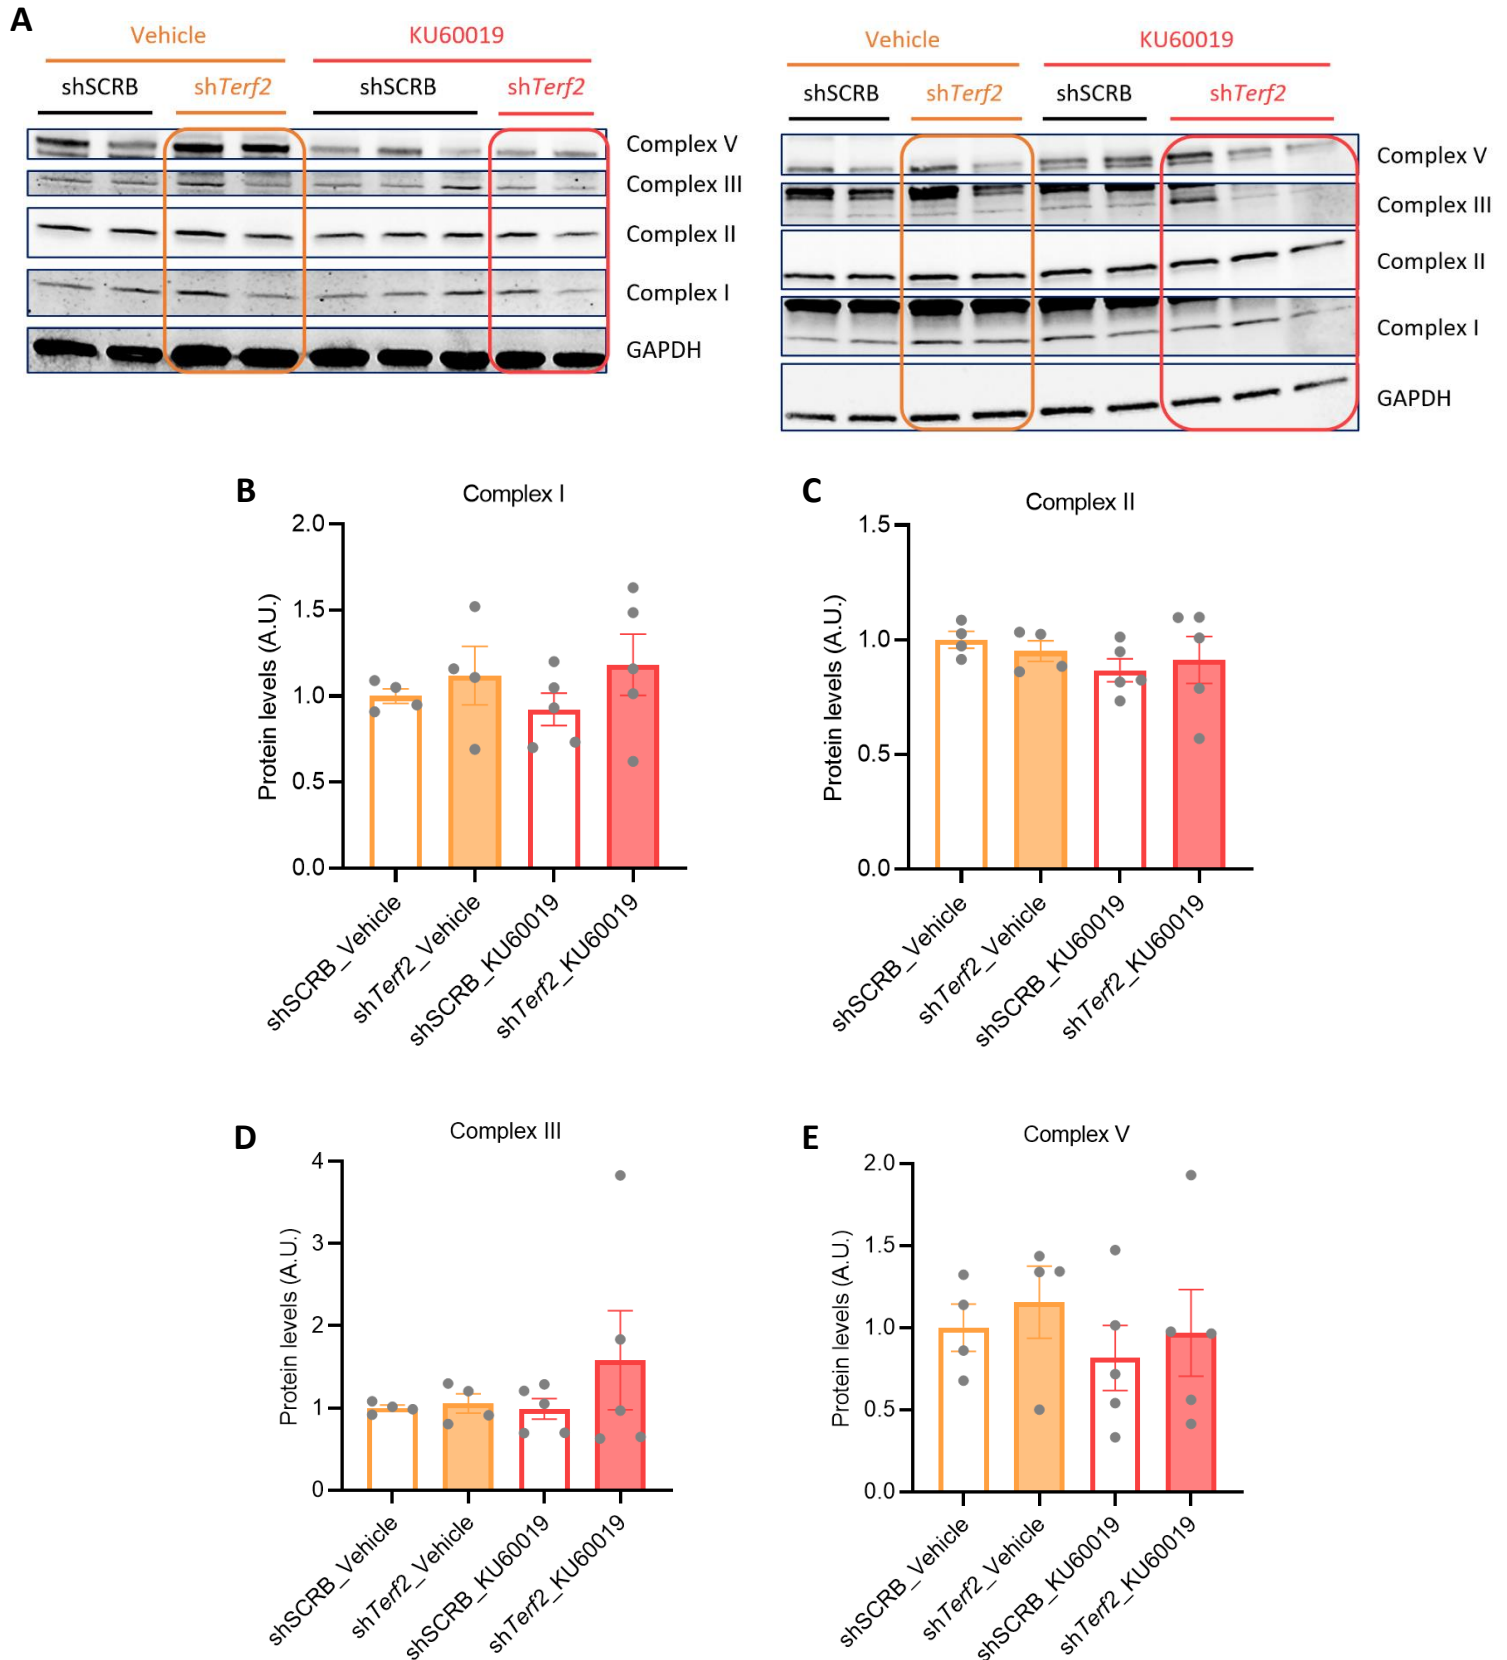 A
Vehicle
KU60019
shSCRB
shTerf2
shSCRB
shTerf2
Complex V
Complex III
Complex II
Complex I
GAPDH
Vehicle
KU60019
shSCRB
shTerf2
shSCRB
shTerf2
Complex V
Complex III
Complex II
Complex I
GAPDH
B
Complex I
Protein levels (A.U.)
2.0
1.5
1.0
0.5
0.0
shSCRB_Vehicle
shTerf2_Vehicle
shSCRB_KU60019
shTerf2_KU60019
C
Complex II
Protein levels (A.U.)
1.5
1.0
0.5
0.0
shSCRB_Vehicle
shTerf2_Vehicle
shSCRB_KU60019
shTerf2_KU60019
D
Complex III
Protein levels (A.U.)
4
3
2
1
0
shSCRB_Vehicle
shTerf2_Vehicle
shSCRB_KU60019
shTerf2_KU60019
E
Complex V
Protein levels (A.U.)
2.0
1.5
1.0
0.5
0.0
shSCRB_Vehicle
shTerf2_Vehicle
shSCRB_KU60019
shTerf2_KU60019